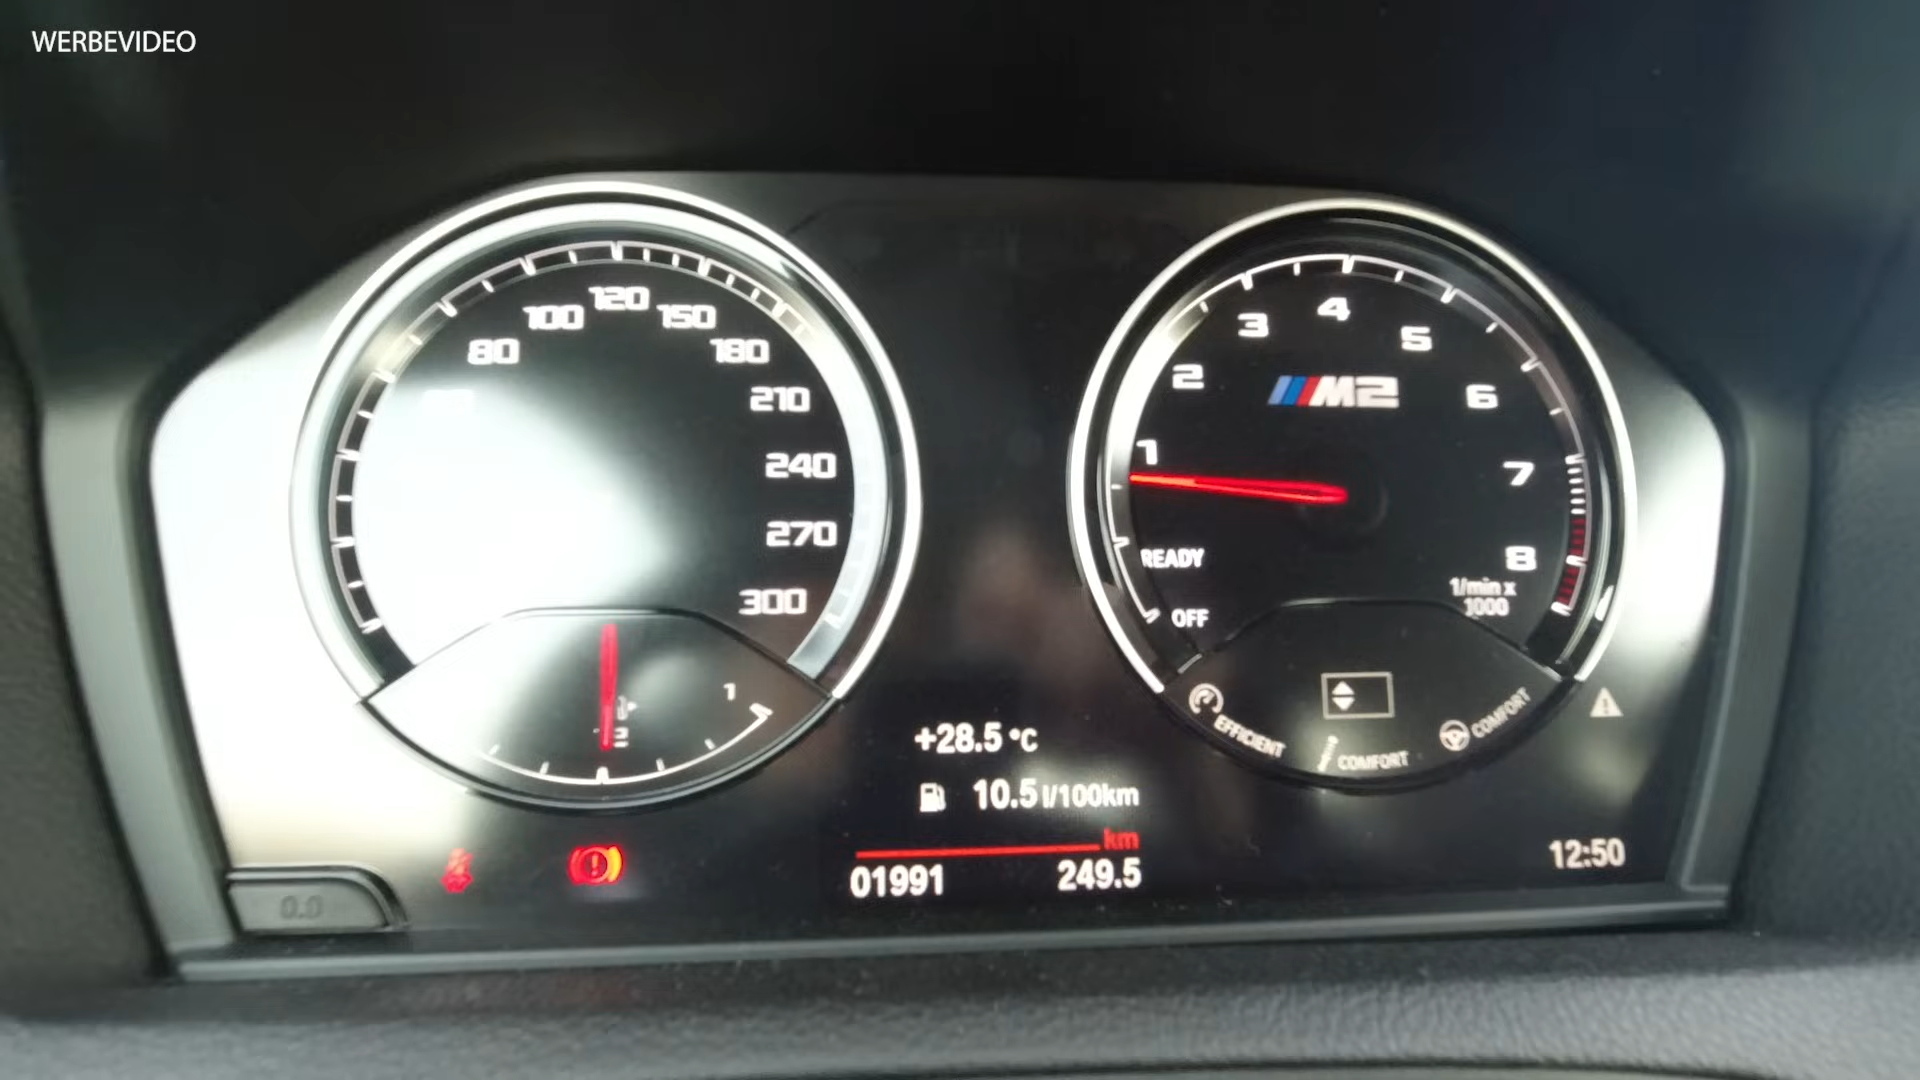 WERBEVIDEO
80
100
120
150
180
210
240
270
300
1
1
2
3
4
5
6
7
8
M2
READY
OFF
1/min x
1000
EFFICIENT
COMFORT
COMFORT
+28.5 °C
10.5 l/100km
km
01991
249.5
12:50
0.0